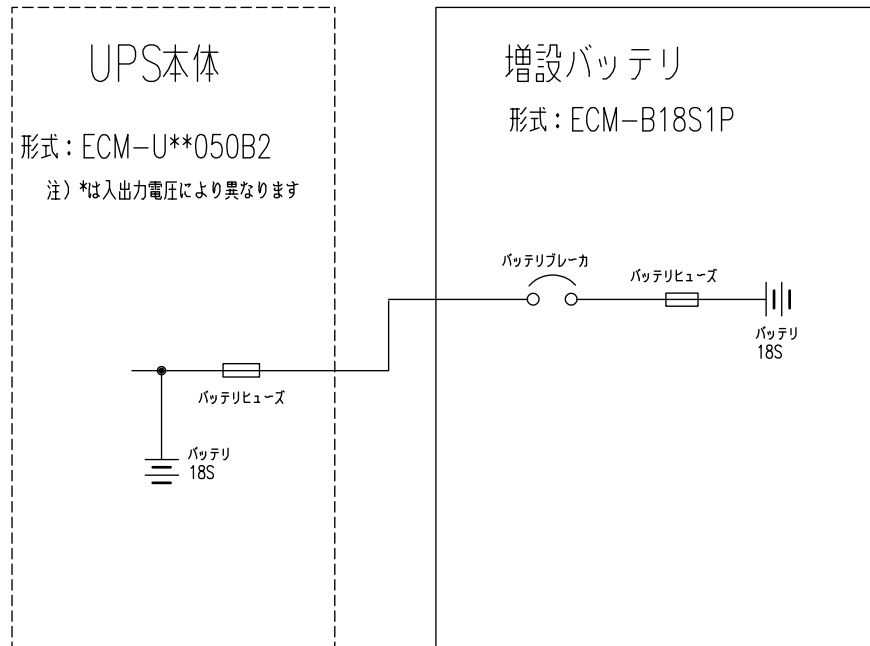 UPS本体
形式：ECM-U**050B2
注）*は入出力電圧により異なります
バッテリヒューズ
バッテリ
18S
増設バッテリ
形式：ECM-B18S1P
バッテリブレーカ
バッテリヒューズ
バッテリ
18S